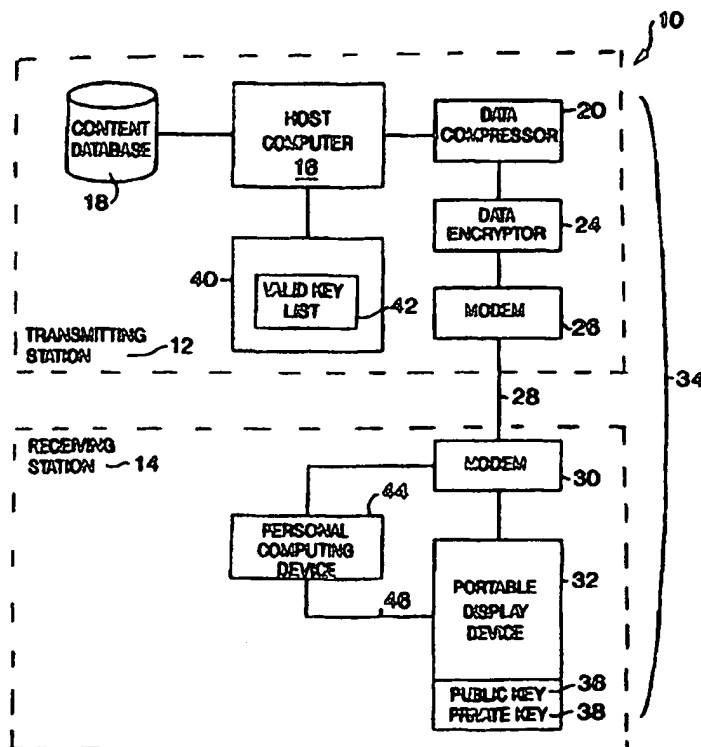 10
CONTENT
DATABASE
18
HOST
COMPUTER
16
DATA
COMPRESSOR
20
DATA
ENCRYPTOR
24
40
VALID KEY
LIST
42
MODEM
26
TRANSMITTING
STATION 12
28
34
RECEIVING
STATION 14
MODEM
30
44
PERSONAL
COMPUTING
DEVICE
46
PORTABLE
DISPLAY
DEVICE
32
PUBLIC KEY 36
PRIVATE KEY 38